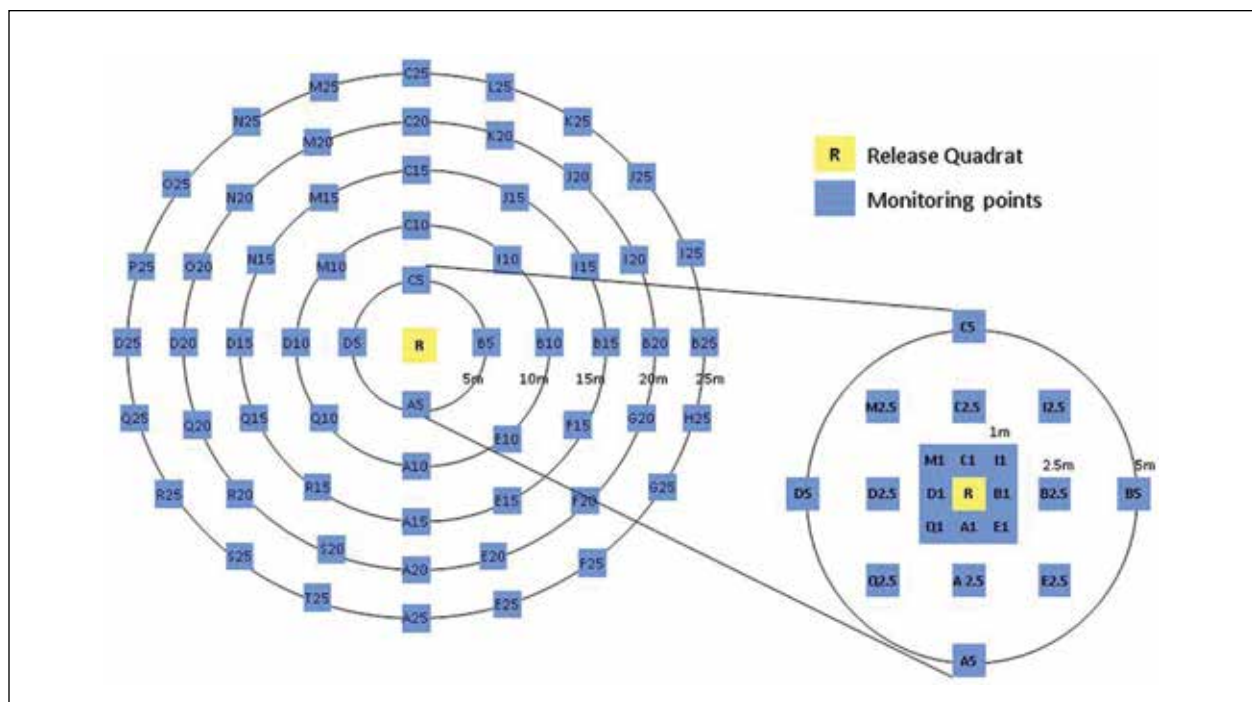 C25
M25
L25
N25
K25
C20
M20
K20
O25
N20
C15
J20
J25
M15
J15
C10
P25
O20
N15
M10
I10
I15
I20
I25
C5
D25
D20
D15
D10
D5
R
B5
B10
B15
B20
B25
5m
10m
15m
20m
25m
A5
Q25
Q20
Q15
Q10
E10
F15
G20
H25
A10
R25
R20
R15
E15
F20
G25
A15
S25
S20
A20
E20
F25
T25
A25
E25
R Release Quadrat
Monitoring points
C5
M2.5 C2.5 I2.5
1m
M1 C1 I1
2.5m 5m
D5 D2.5 D1 R B1 B2.5 B5
Q1 A1 E1
Q2.5 A 2.5 E2.5
A5